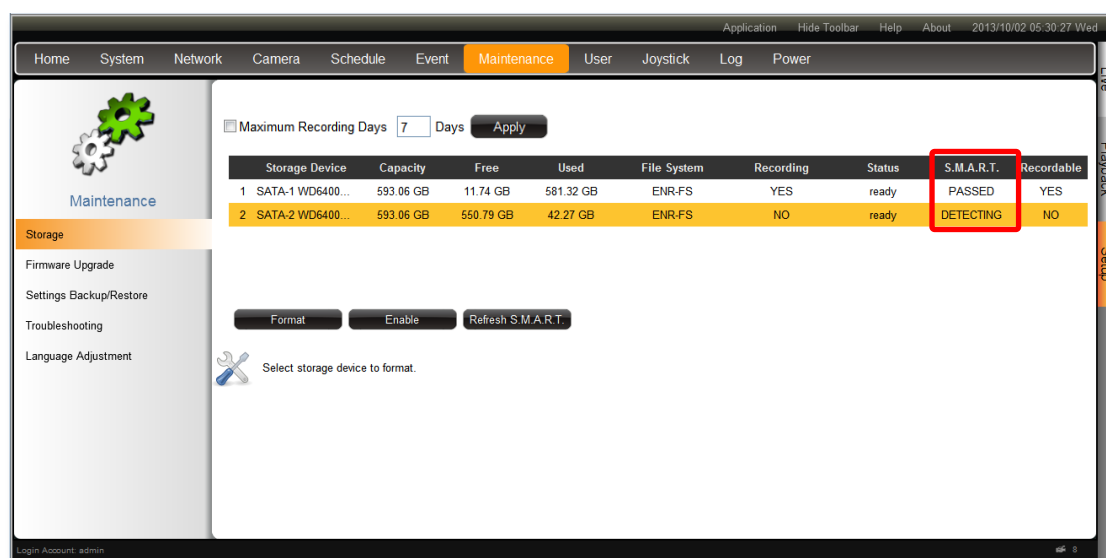 Application Hide Toolbar Help About 2013/10/02 05:30:27 Wed
Home System Network Camera Schedule Event Maintenance User Joystick Log Power
Live
Playback
Setup
Maintenance
Storage
Firmware Upgrade
Settings Backup/Restore
Troubleshooting
Language Adjustment
Maximum Recording Days 7 Days Apply
Storage Device Capacity Free Used File System Recording Status S.M.A.R.T. Recordable
1 SATA-1 WD6400... 593.06 GB 11.74 GB 581.32 GB ENR-FS YES ready PASSED YES
2 SATA-2 WD6400... 593.06 GB 550.79 GB 42.27 GB ENR-FS NO ready DETECTING NO
Format Enable Refresh S.M.A.R.T.
Select storage device to format.
Login Account: admin 8